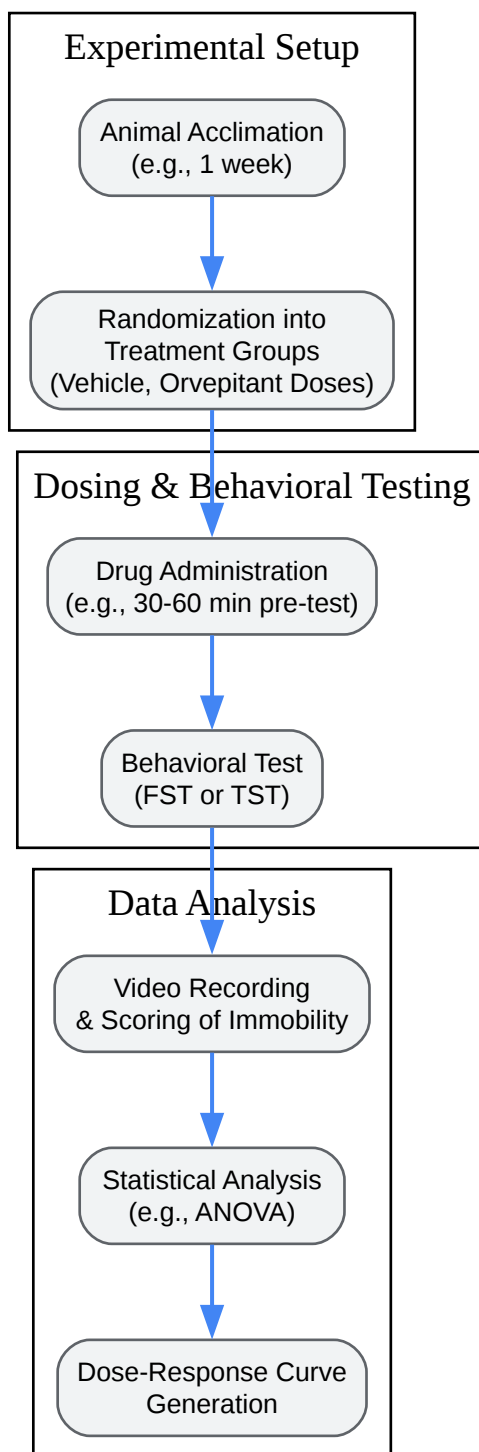 Experimental Setup
Animal Acclimation
(e.g., 1 week)
Randomization into
Treatment Groups
(Vehicle, Orvepitant Doses)
Dosing & Behavioral Testing
Drug Administration
(e.g., 30-60 min pre-test)
Behavioral Test
(FST or TST)
Data Analysis
Video Recording
& Scoring of Immobility
Statistical Analysis
(e.g., ANOVA)
Dose-Response Curve
Generation